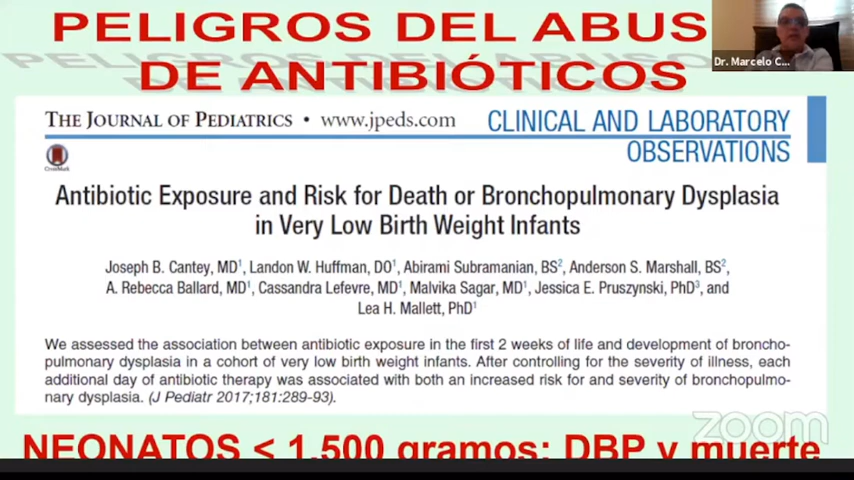 PELIGROS DEL ABUS
DE ANTIBIÓTICOS
Dr. Marcelo C...
THE JOURNAL OF PEDIATRICS • www.jpeds.com
CLINICAL AND LABORATORY
OBSERVATIONS
CrossMark
Antibiotic Exposure and Risk for Death or Bronchopulmonary Dysplasia
in Very Low Birth Weight Infants
Joseph B. Cantey, MD¹, Landon W. Huffman, DO¹, Abirami Subramanian, BS², Anderson S. Marshall, BS²,
A. Rebecca Ballard, MD¹, Cassandra Lefevre, MD¹, Malvika Sagar, MD¹, Jessica E. Pruszynski, PhD³, and
Lea H. Mallett, PhD¹
We assessed the association between antibiotic exposure in the first 2 weeks of life and development of broncho-
pulmonary dysplasia in a cohort of very low birth weight infants. After controlling for the severity of illness, each
additional day of antibiotic therapy was associated with both an increased risk for and severity of bronchopulmo-
nary dysplasia. (J Pediatr 2017;181:289-93).
zoom
NEONATOS < 1.500 gramos: DBP y muerte